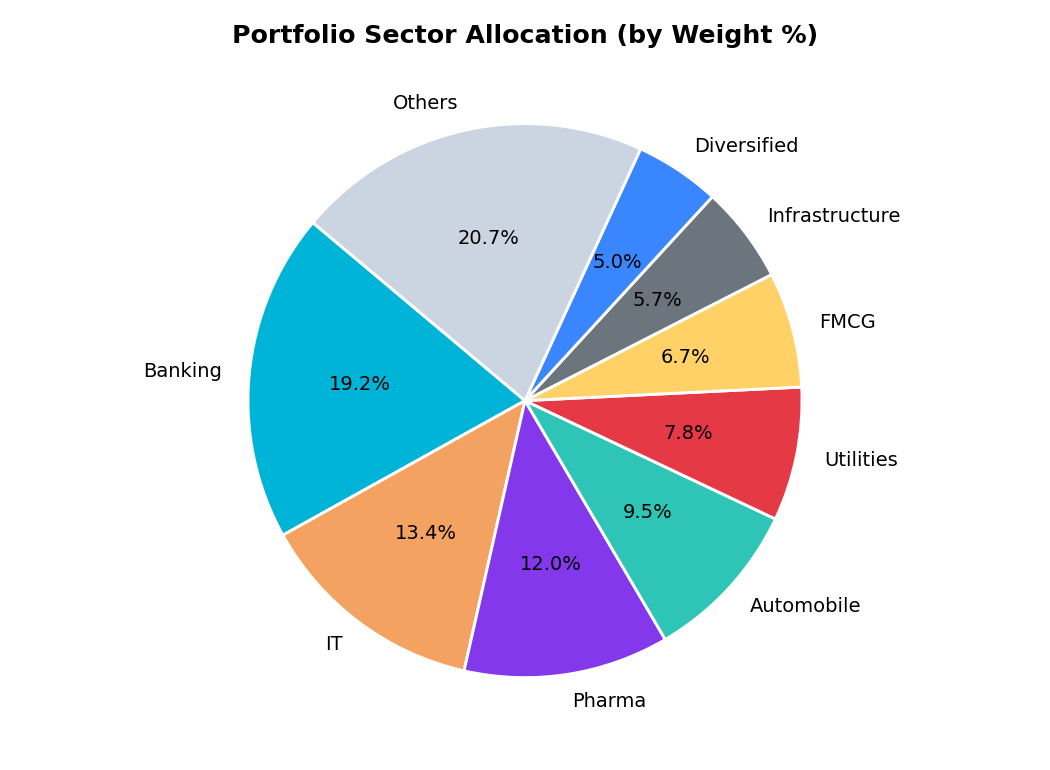 Portfolio Sector Allocation (by Weight %)
Others
20.7%
Diversified
5.0%
Infrastructure
5.7%
FMCG
6.7%
Utilities
7.8%
Automobile
9.5%
Pharma
12.0%
IT
13.4%
Banking
19.2%